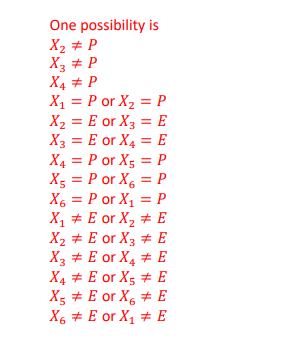 One possibility is
X₂ ≠ P
X₃ ≠ P
X₄ ≠ P
X₁ = P or X₂ = P
X₂ = E or X₃ = E
X₃ = E or X₄ = E
X₄ = P or X₅ = P
X₅ = P or X₆ = P
X₆ = P or X₁ = P
X₁ ≠ E or X₂ ≠ E
X₂ ≠ E or X₃ ≠ E
X₃ ≠ E or X₄ ≠ E
X₄ ≠ E or X₅ ≠ E
X₅ ≠ E or X₆ ≠ E
X₆ ≠ E or X₁ ≠ E